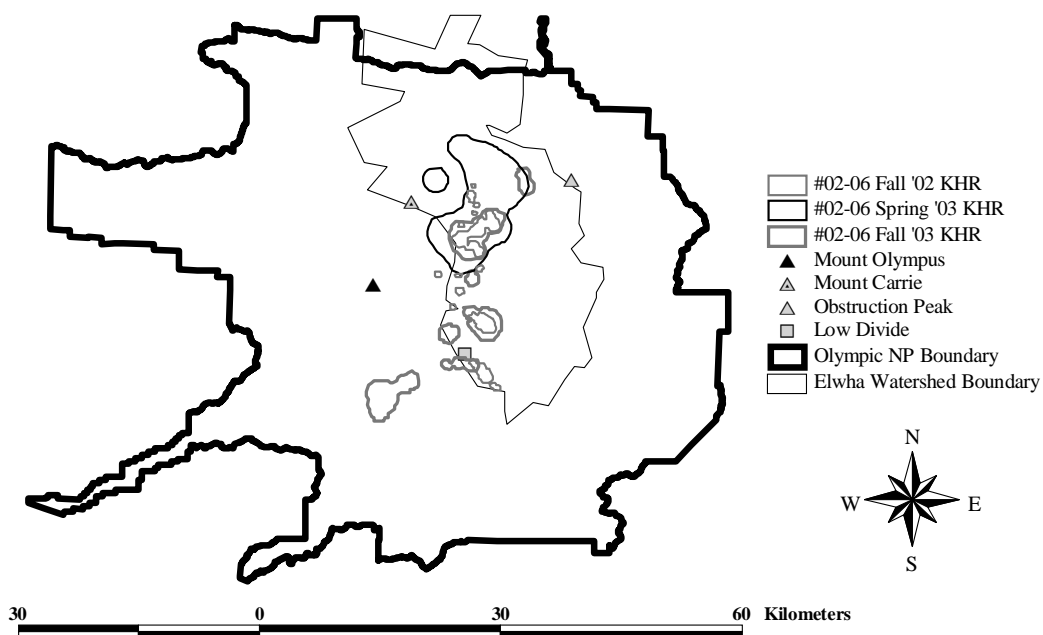 #02-06 Fall '02 KHR
#02-06 Spring '03 KHR
#02-06 Fall '03 KHR
Mount Olympus
Mount Carrie
Obstruction Peak
Low Divide
Olympic NP Boundary
Elwha Watershed Boundary
N
W E
S
30 0 30 60 Kilometers